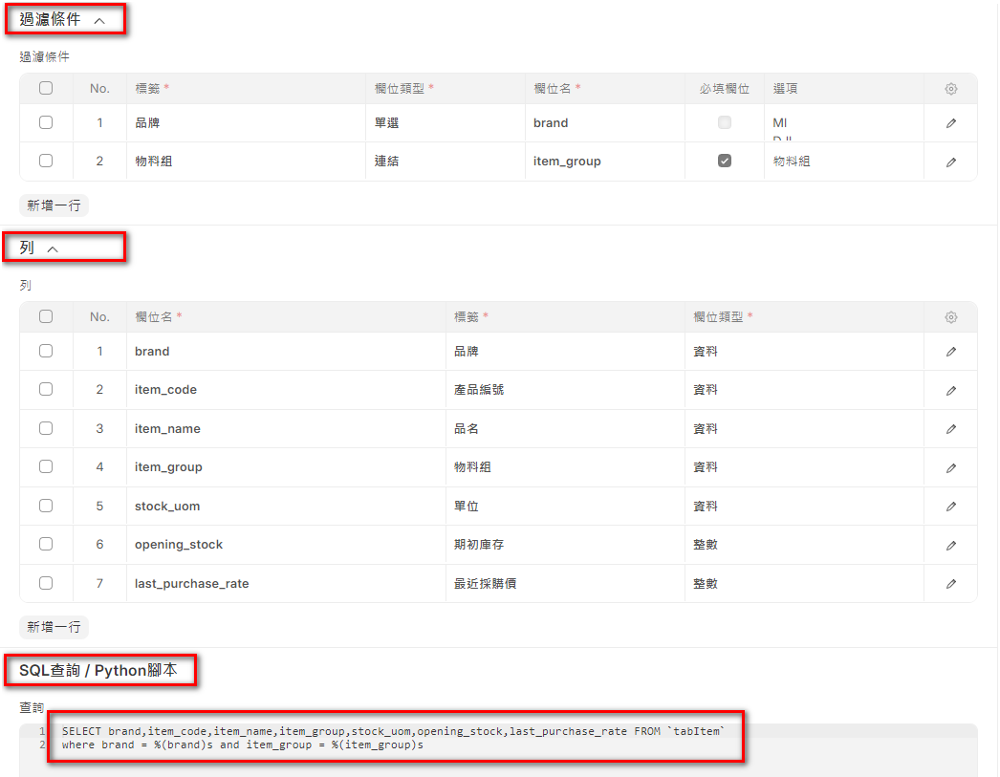 過濾條件
過濾條件
No. 標籤 * 欄位類型 * 欄位名 * 必填欄位 選項
1 品牌 單選 brand MI
DJI
2 物料組 連結 item_group 物料組
新增一行
列
列
No. 欄位名 * 標籤 * 欄位類型 *
1 brand 品牌 資料
2 item_code 產品編號 資料
3 item_name 品名 資料
4 item_group 物料組 資料
5 stock_uom 單位 資料
6 opening_stock 期初庫存 整數
7 last_purchase_rate 最近採購價 整數
新增一行
SQL查詢 / Python腳本
查詢
1 SELECT brand,item_code,item_name,item_group,stock_uom,opening_stock,last_purchase_rate FROM `tabItem`
2 where brand = %(brand)s and item_group = %(item_group)s